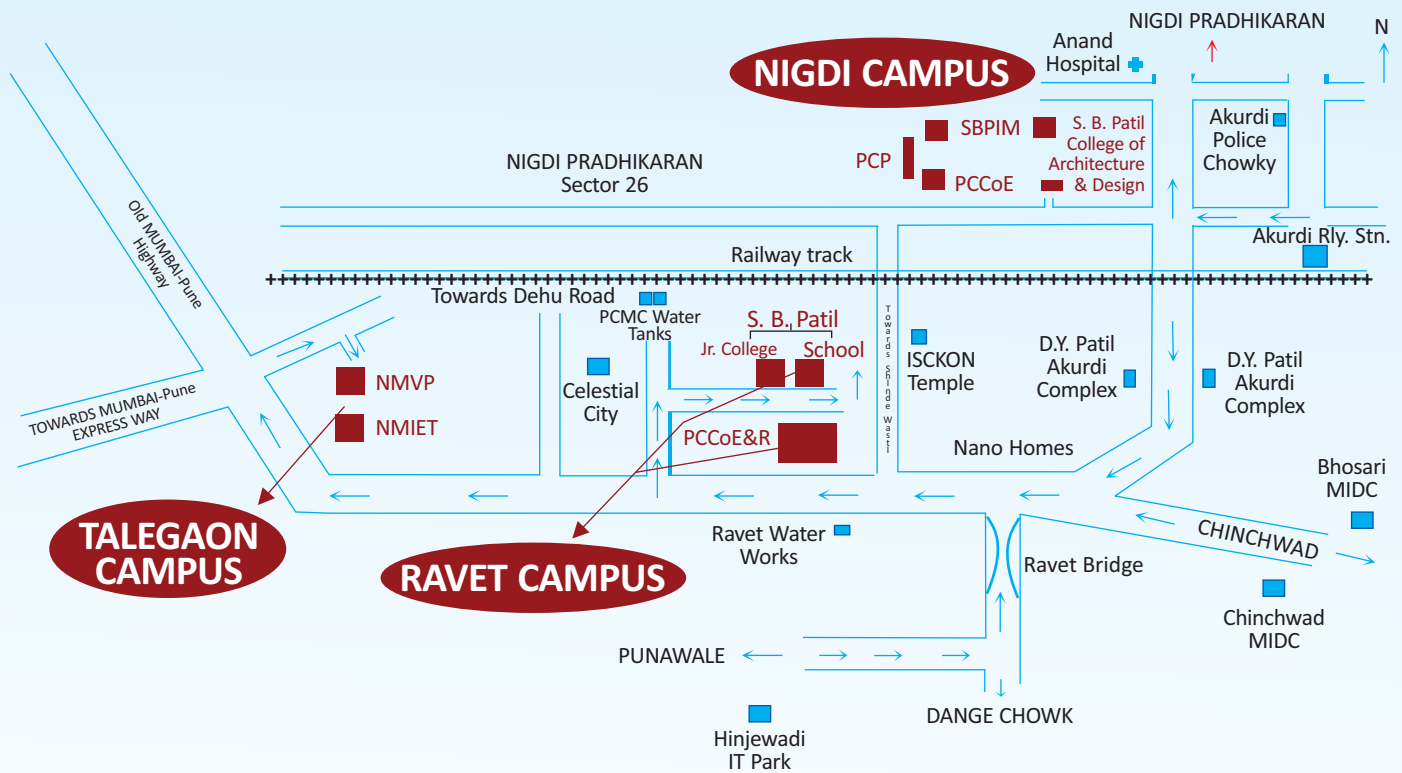 NIGDI PRADHIKARAN
N
Anand
Hospital
NIGDI CAMPUS
SBPIM
S. B. Patil
College of
Architecture
& Design
Akurdi
Police
Chowky
PCP
PCCoE
NIGDI PRADHIKARAN
Sector 26
Old MUMBAI-Pune
Highway
Railway track
Akurdi Rly. Stn.
Towards Dehu Road
PCMC Water
Tanks
S. B. Patil
Jr. College
School
Towards Shinde Wasti
ISCKON
Temple
D.Y. Patil
Akurdi
Complex
D.Y. Patil
Akurdi
Complex
NMVP
Celestial
City
TOWARDS MUMBAI-Pune
EXPRESS WAY
NMIET
PCCoE&R
Nano Homes
Bhosari
MIDC
TALEGAON
CAMPUS
RAVET CAMPUS
Ravet Water
Works
CHINCHWAD
Ravet Bridge
Chinchwad
MIDC
PUNAWALE
DANGE CHOWK
Hinjewadi
IT Park